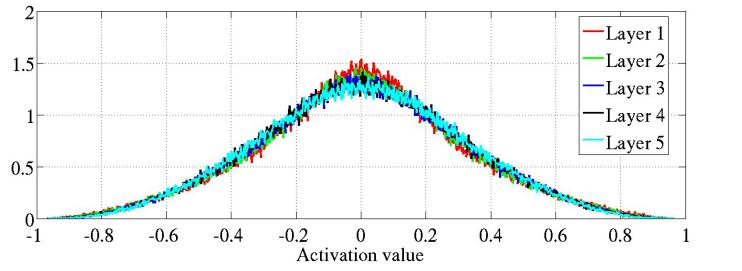 2
1.5
1
0.5
0
-1 -0.8 -0.6 -0.4 -0.2 0 0.2 0.4 0.6 0.8 1
Activation value
Layer 1
Layer 2
Layer 3
Layer 4
Layer 5